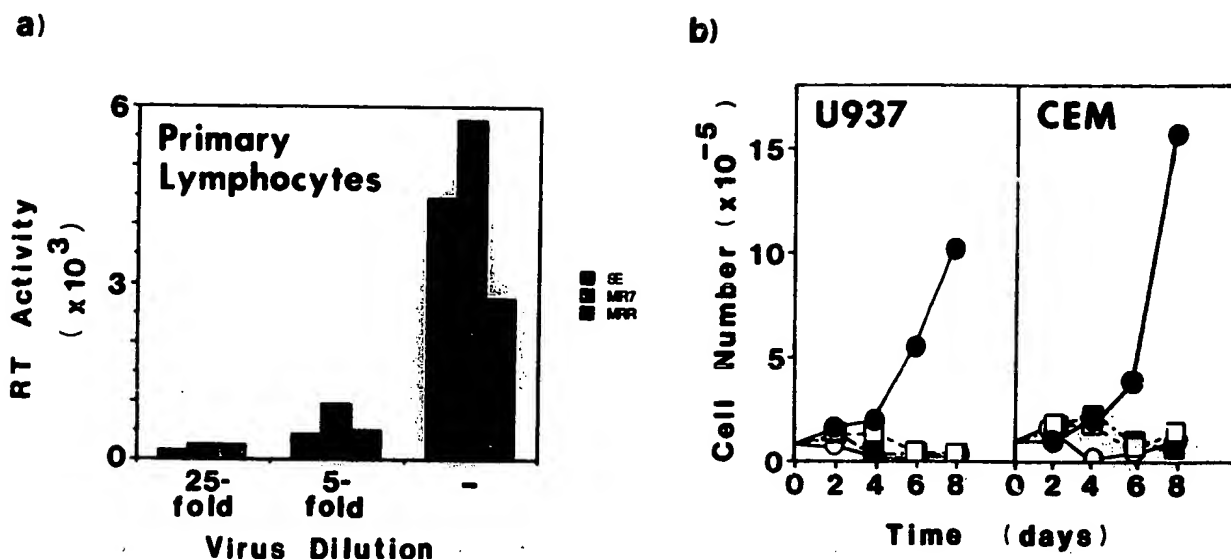 a)
6
3
0
RT Activity
(x10³)
Primary
Lymphocytes
SE
MR7
MRR
25-
fold
5-
fold
-
Virus Dilution
b)
Cell Number (x10⁻⁵)
15
10
5
0
U937
CEM
0 2 4 6 8
0 2 4 6 8
Time (days)